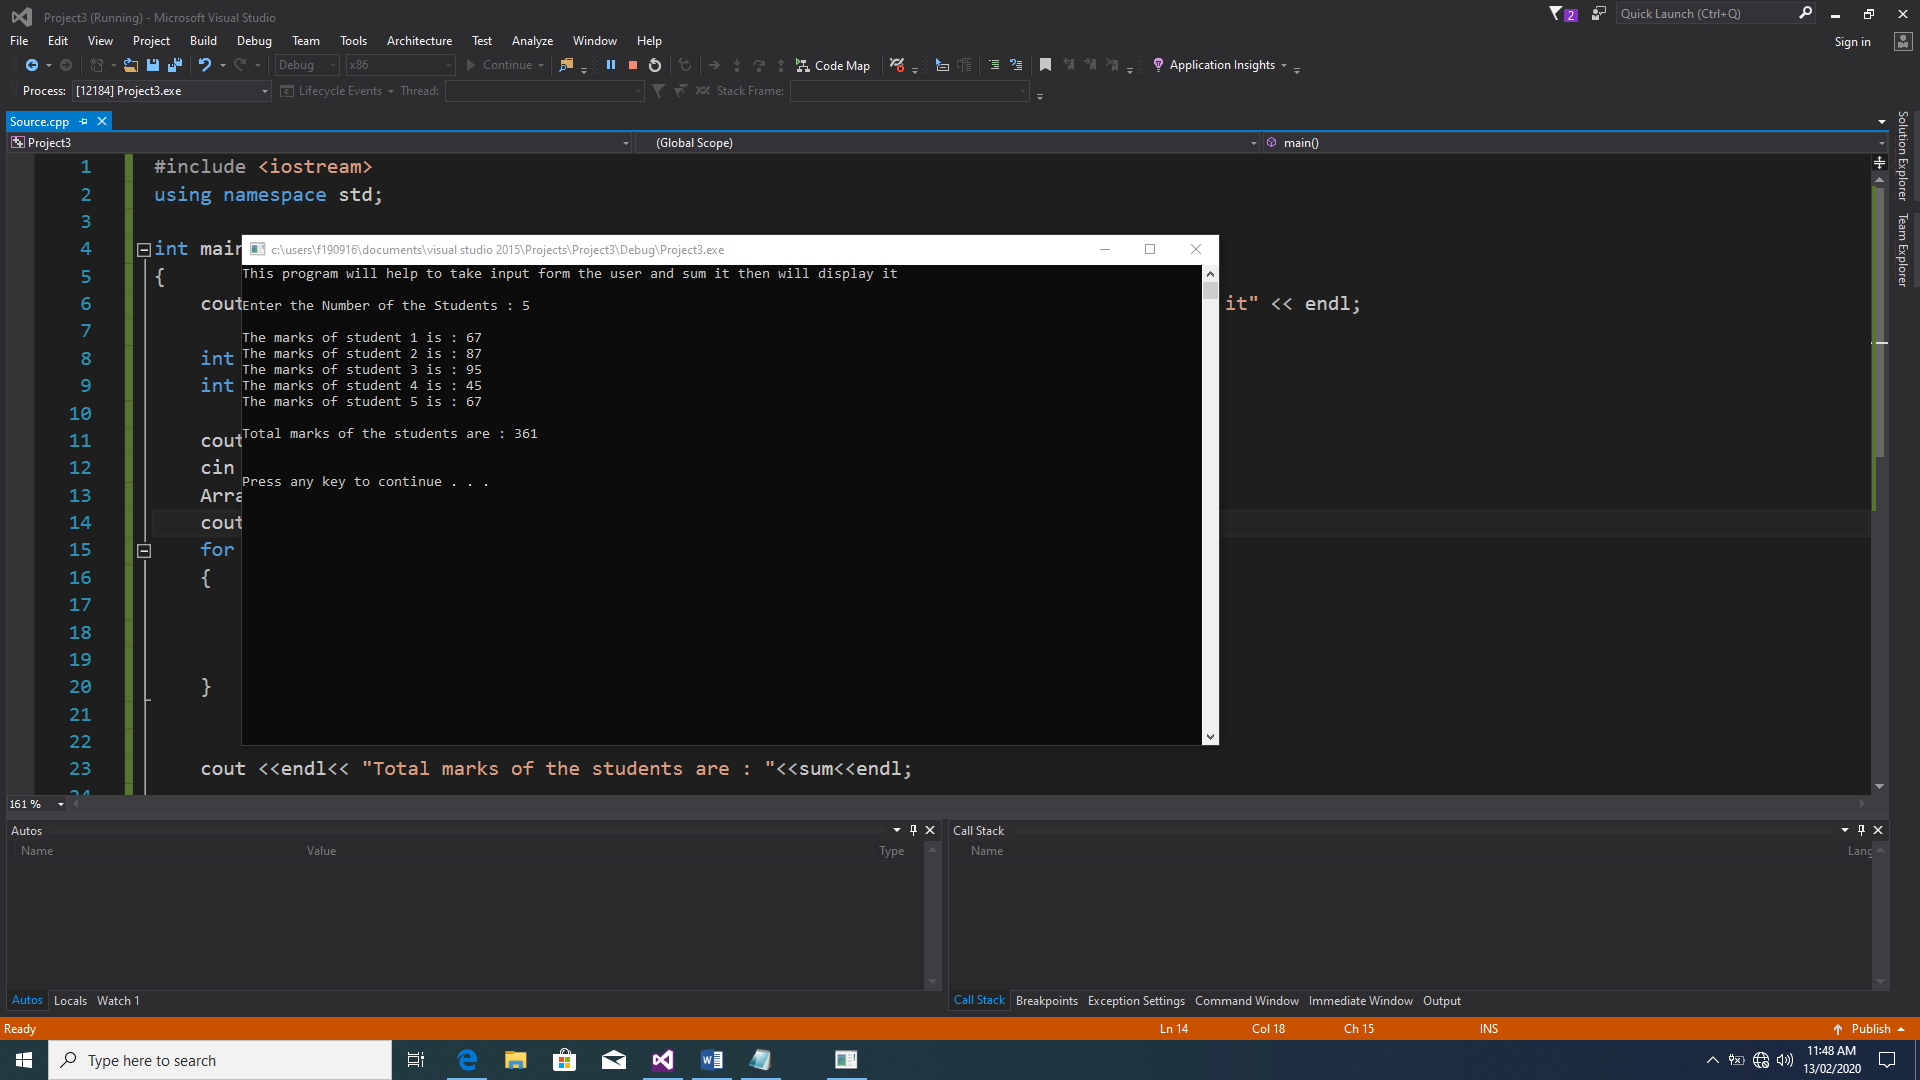 Project3 (Running) - Microsoft Visual Studio
2
Quick Launch (Ctrl+Q)
File Edit View Project Build Debug Team Tools Architecture Test Analyze Window Help
Sign in
Debug x86 Continue Code Map Application Insights
Process: [12184] Project3.exe Lifecycle Events Thread: Stack Frame:
Source.cpp
Project3 (Global Scope) main()
Solution Explorer
Team Explorer
1 #include <iostream>
2 using namespace std;
3
4 int main
5 {
6 cout it" << endl;
7
8 int
9 int
10
11 cout
12 cin
13 Arra
14 cout
15 for
16 {
17
18
19
20 }
21
22
23 cout <<endl<< "Total marks of the students are : "<<sum<<endl;
24
c:\users\f190916\documents\visual studio 2015\Projects\Project3\Debug\Project3.exe
This program will help to take input form the user and sum it then will display it
Enter the Number of the Students : 5
The marks of student 1 is : 67
The marks of student 2 is : 87
The marks of student 3 is : 95
The marks of student 4 is : 45
The marks of student 5 is : 67
Total marks of the students are : 361
Press any key to continue . . .
161 %
Autos
Name Value Type
Autos Locals Watch 1
Call Stack
Name Lang
Call Stack Breakpoints Exception Settings Command Window Immediate Window Output
Ready Ln 14 Col 18 Ch 15 INS Publish
Type here to search
11:48 AM
13/02/2020